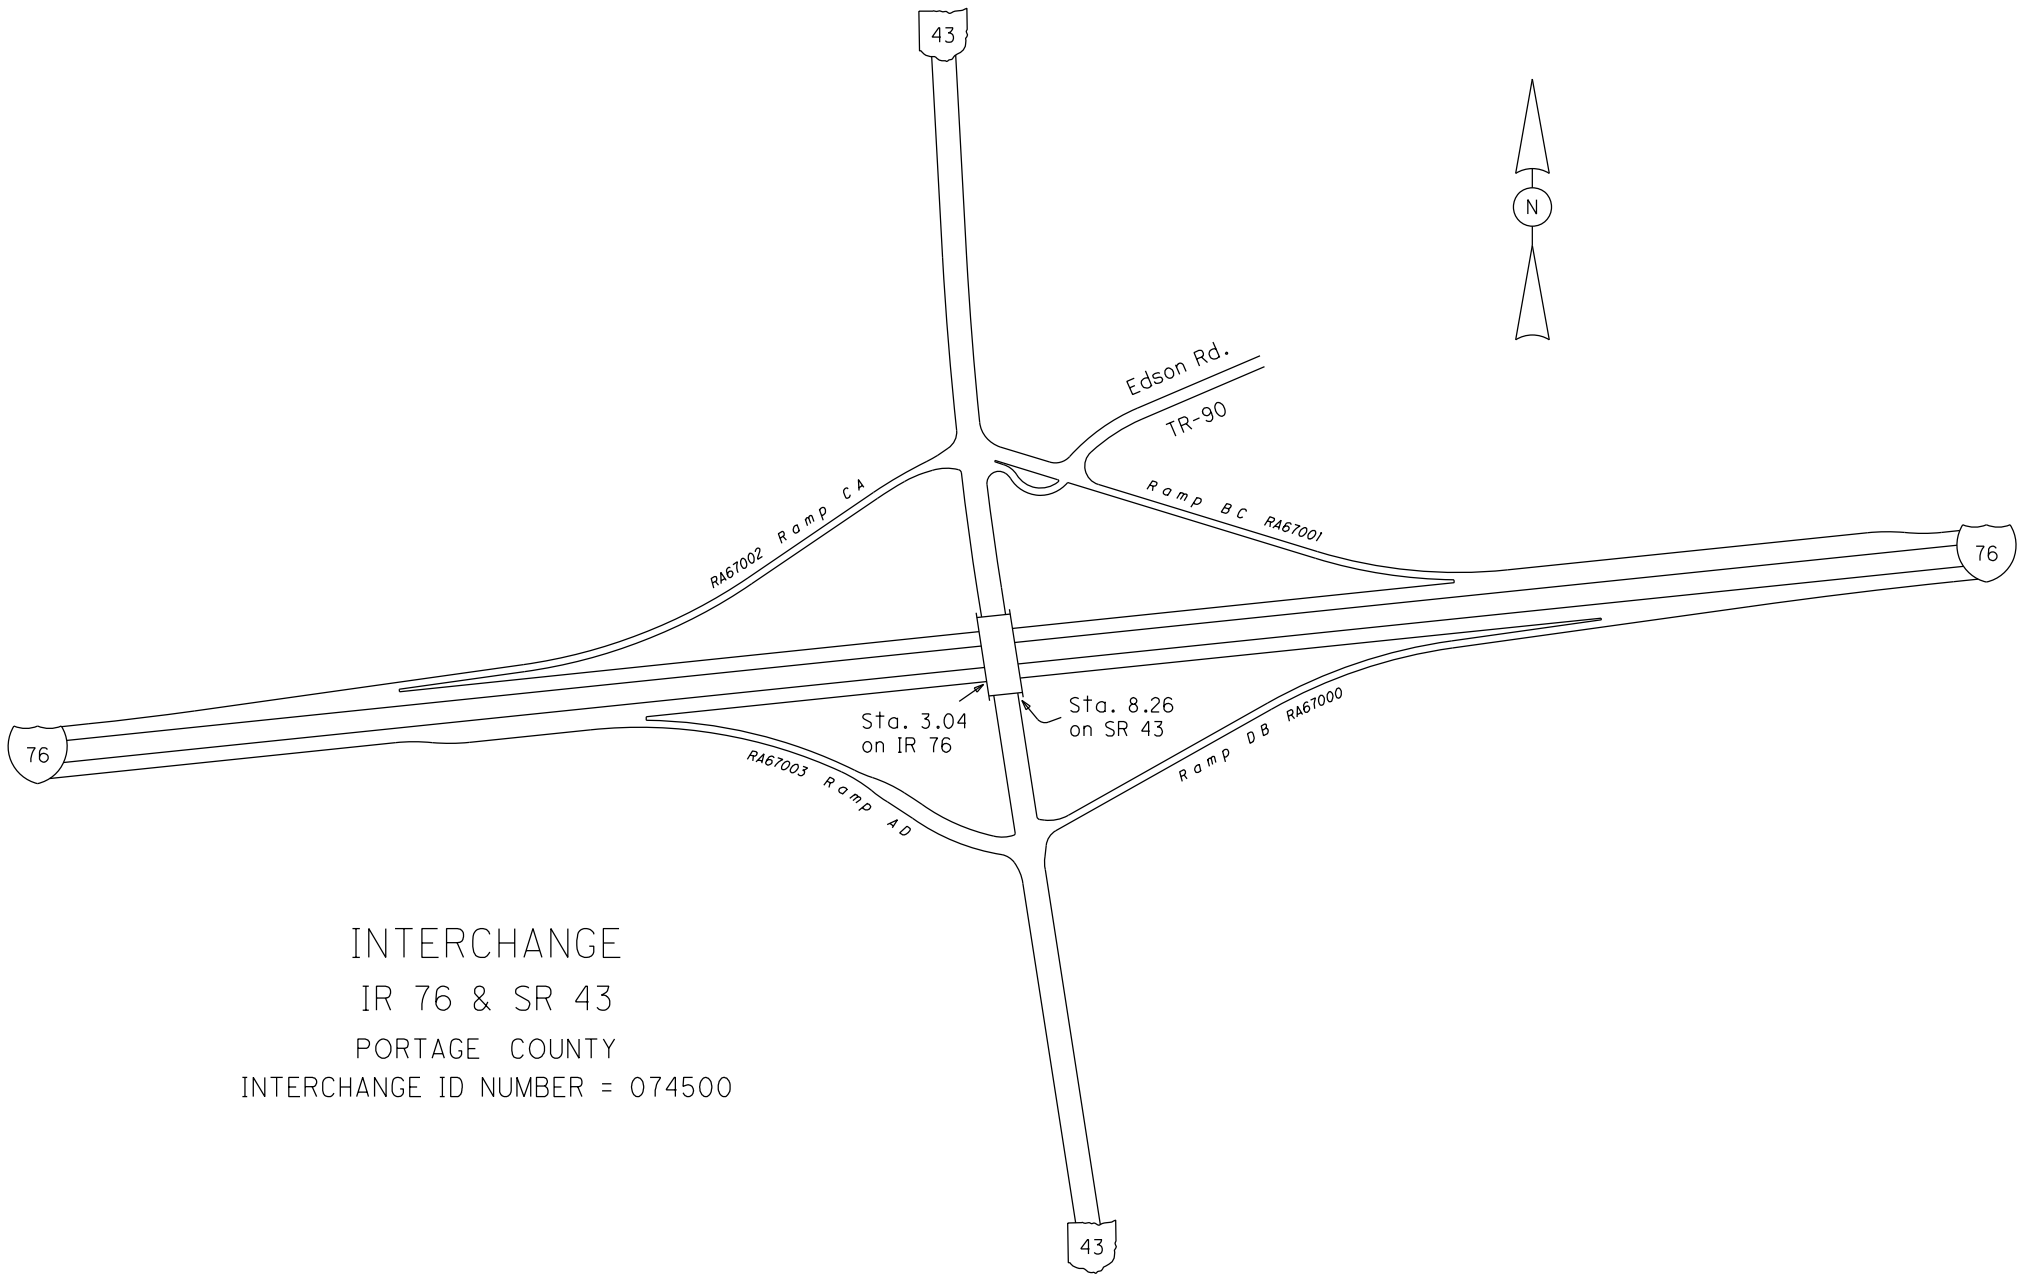 43
N
Edson Rd.
TR-90
RA67002 Ramp CA
Ramp BC RA67001
76
76
Sta. 3.04
on IR 76
Sta. 8.26
on SR 43
RA67003 Ramp AD
Ramp DB RA67000
INTERCHANGE
IR 76 & SR 43
PORTAGE COUNTY
INTERCHANGE ID NUMBER = 074500
43